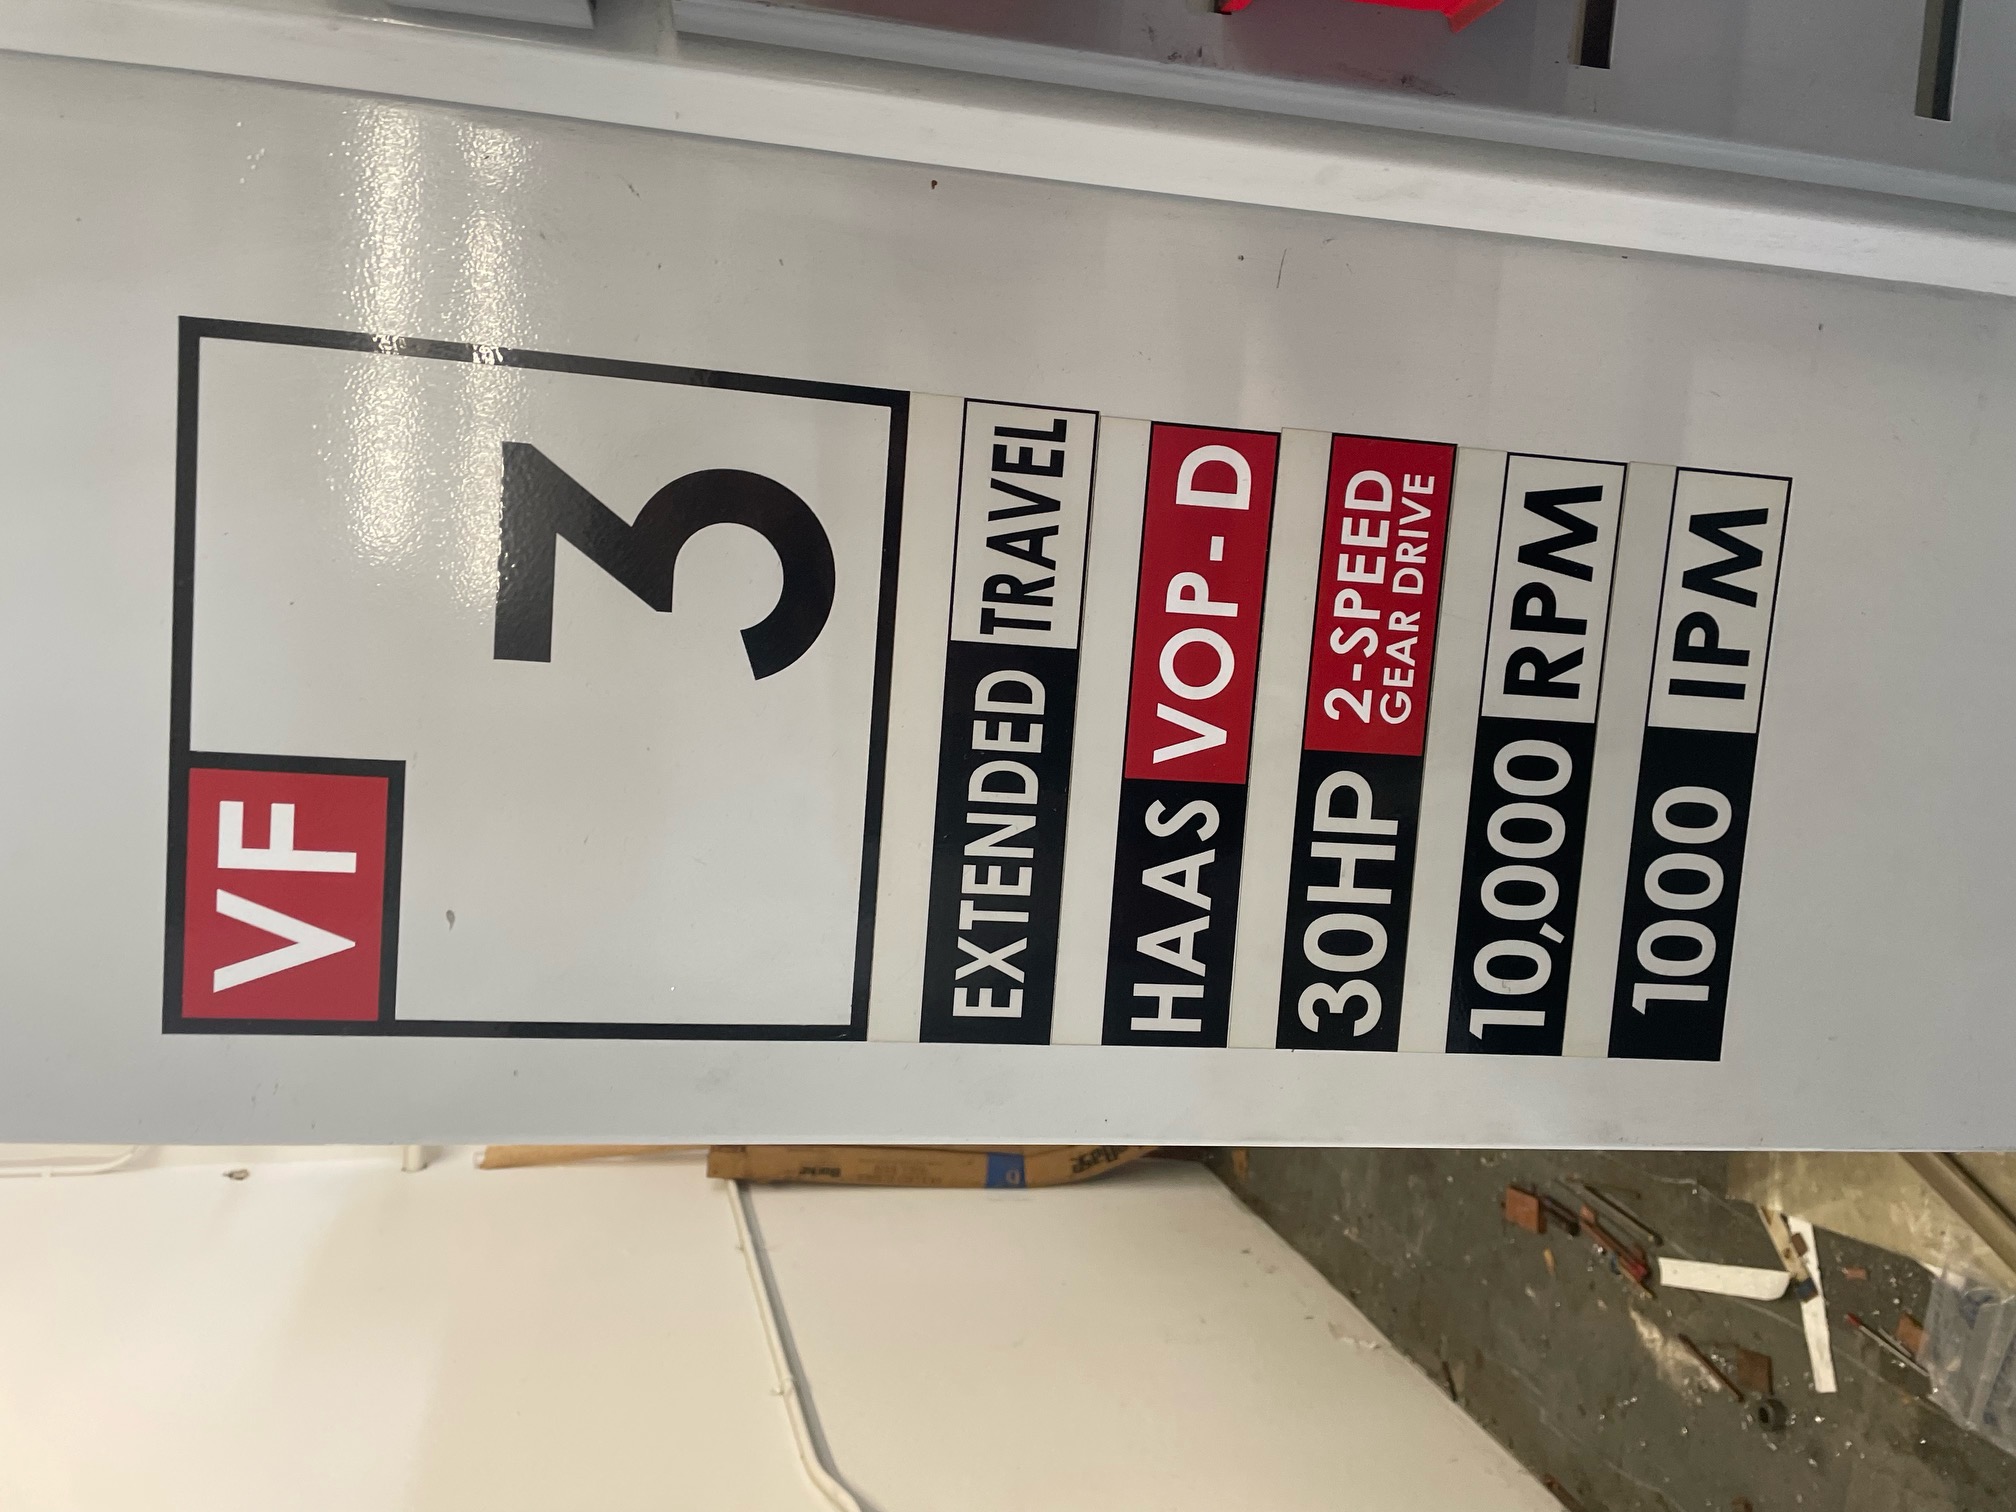 VF
3
EXTENDED TRAVEL
HAAS VOP-D
30HP 2-SPEED
GEAR DRIVE
10,000 RPM
1000 IPM